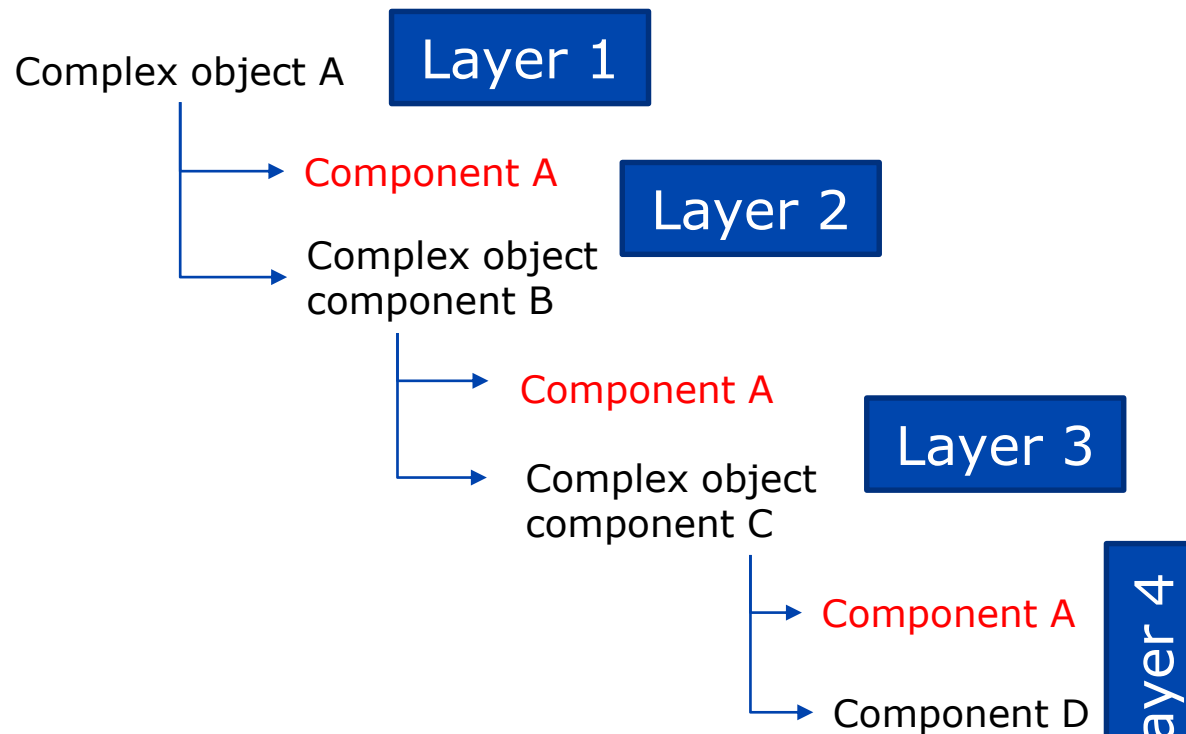 Complex object A
Layer 1
Component A
Layer 2
Complex object
component B
Component A
Layer 3
Complex object
component C
Component A
ayer 4
Component D